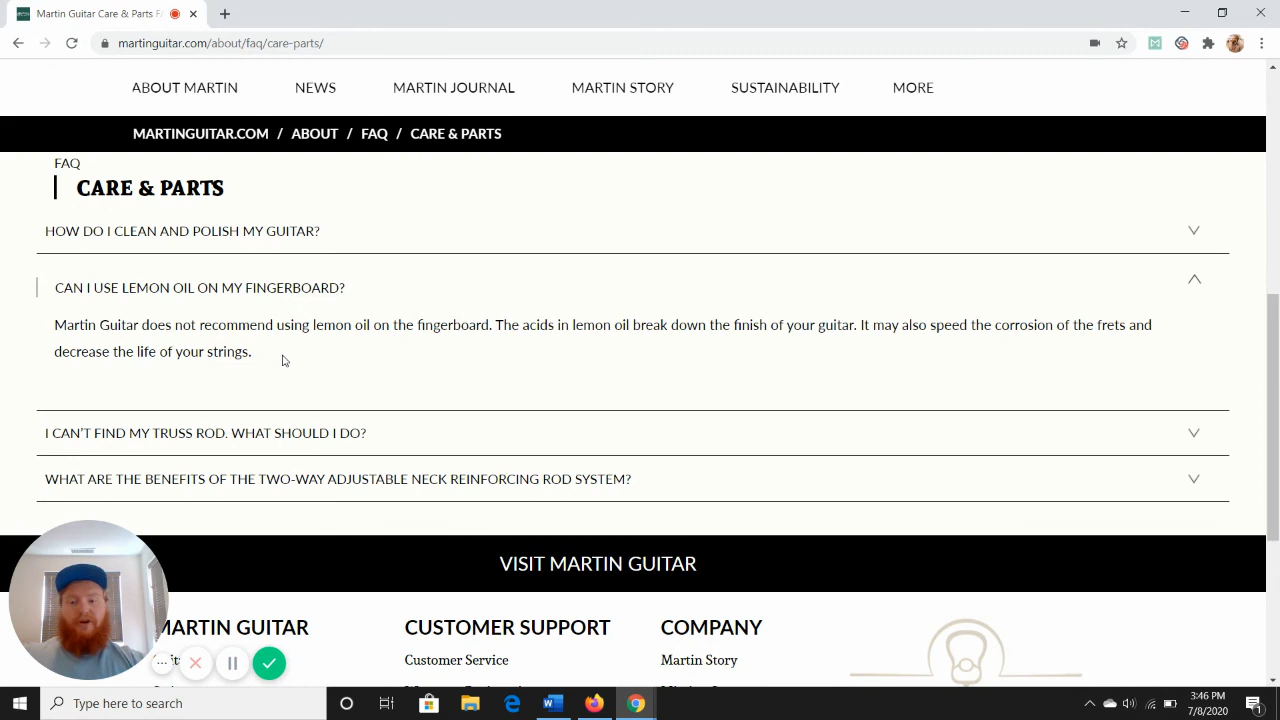 Martin Guitar Care & Parts F
martinguitar.com/about/faq/care-parts/
ABOUT MARTIN NEWS MARTIN JOURNAL MARTIN STORY SUSTAINABILITY MORE
MARTINGUITAR.COM / ABOUT / FAQ / CARE & PARTS
FAQ
CARE & PARTS
HOW DO I CLEAN AND POLISH MY GUITAR?
CAN I USE LEMON OIL ON MY FINGERBOARD?
Martin Guitar does not recommend using lemon oil on the fingerboard. The acids in lemon oil break down the finish of your guitar. It may also speed the corrosion of the frets and
decrease the life of your strings.
I CAN'T FIND MY TRUSS ROD. WHAT SHOULD I DO?
WHAT ARE THE BENEFITS OF THE TWO-WAY ADJUSTABLE NECK REINFORCING ROD SYSTEM?
VISIT MARTIN GUITAR
MARTIN GUITAR CUSTOMER SUPPORT COMPANY
Customer Service Martin Story
Type here to search
3:46 PM
7/8/2020